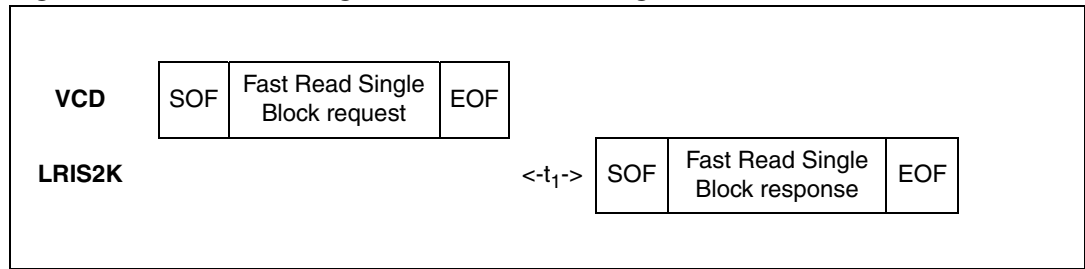 VCD SOF Fast Read Single Block request EOF
LRIS2K <-t₁-> SOF Fast Read Single Block response EOF